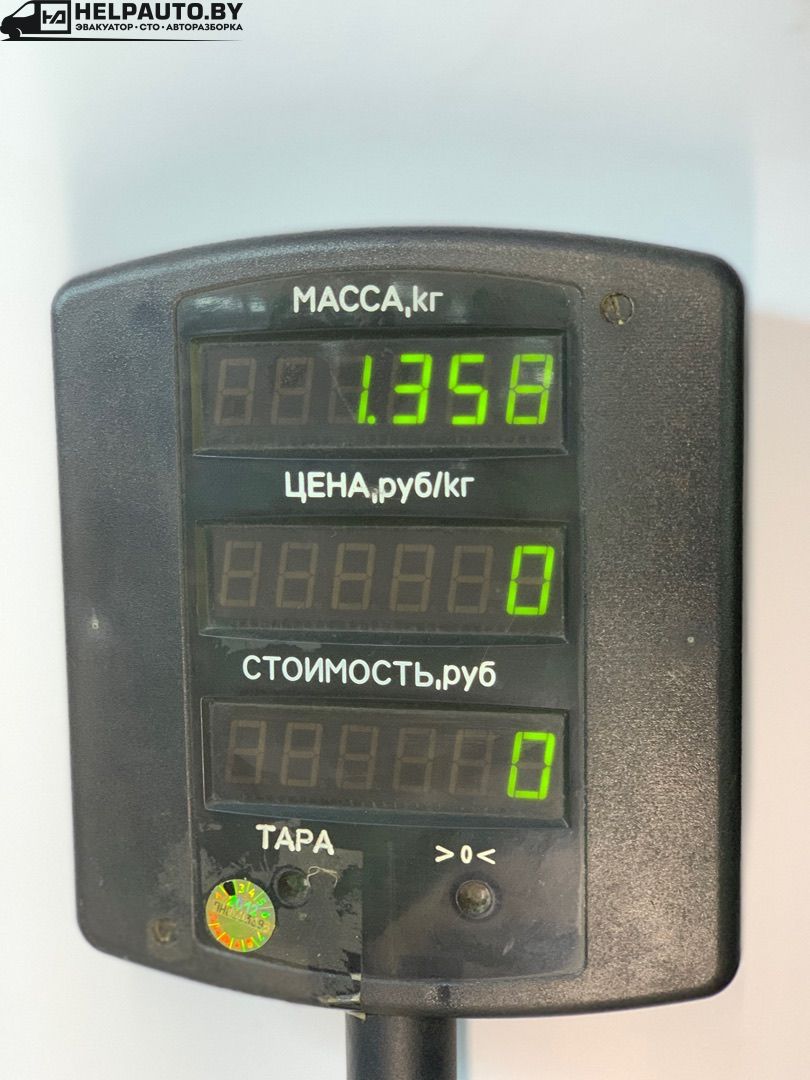 HELPAUTO.BY
ЭВАКУАТОР • СТО • АВТОРАЗБОРКА
МАССА,кг
1.358
ЦЕНА,руб/кг
0
СТОИМОСТЬ,руб
0
ТАРА
>0<